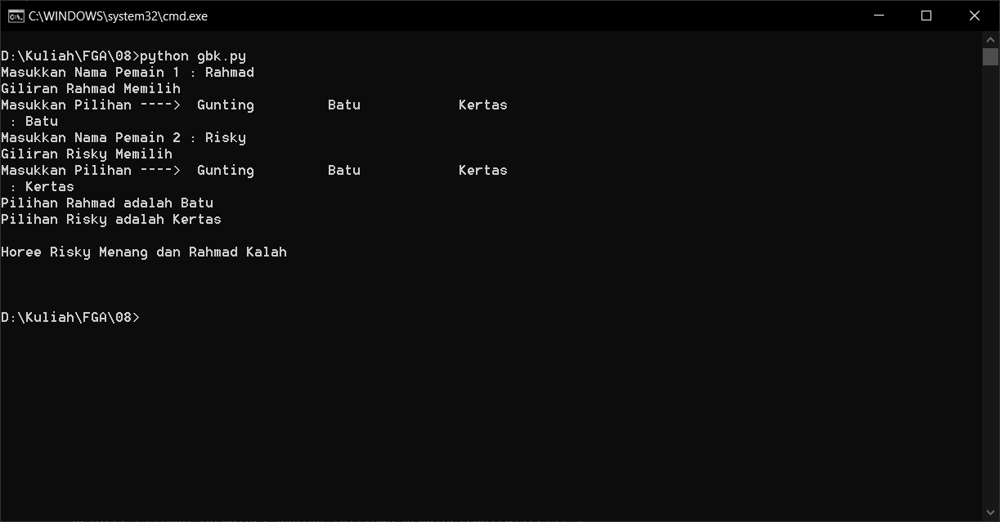 C:\WINDOWS\system32\cmd.exe
D:\Kuliah\FGA\08>python gbk.py
Masukkan Nama Pemain 1 : Rahmad
Giliran Rahmad Memilih
Masukkan Pilihan ---->  Gunting         Batu            Kertas
 : Batu
Masukkan Nama Pemain 2 : Risky
Giliran Risky Memilih
Masukkan Pilihan ---->  Gunting         Batu            Kertas
 : Kertas
Pilihan Rahmad adalah Batu
Pilihan Risky adalah Kertas
Horee Risky Menang dan Rahmad Kalah
D:\Kuliah\FGA\08>